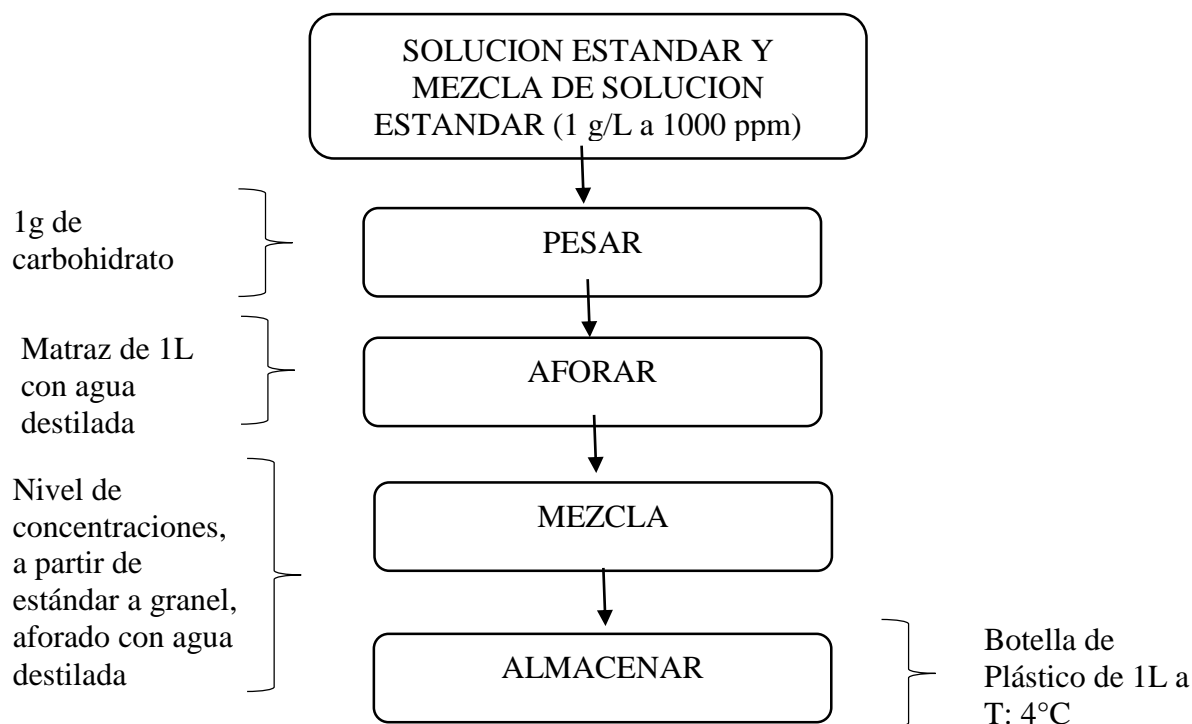 SOLUCION ESTANDAR Y
MEZCLA DE SOLUCION
ESTANDAR (1 g/L a 1000 ppm)
1g de
carbohidrato
PESAR
Matraz de 1L
con agua
destilada
AFORAR
Nivel de
concentraciones,
a partir de
estándar a granel,
aforado con agua
destilada
MEZCLA
ALMACENAR
Botella de
Plástico de 1L a
T: 4°C